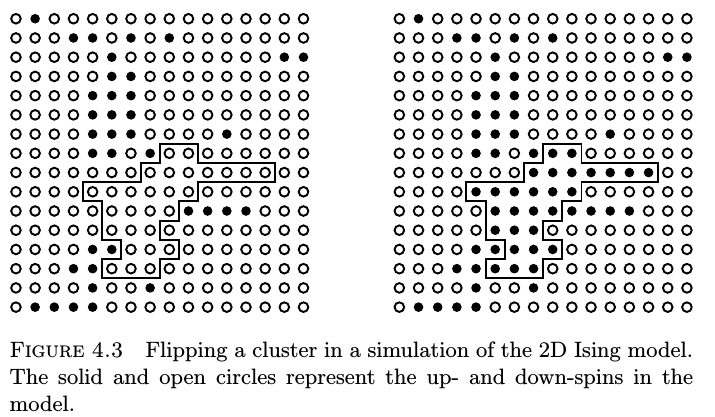 FIGURE 4.3 Flipping a cluster in a simulation of the 2D Ising model.
The solid and open circles represent the up- and down-spins in the
model.